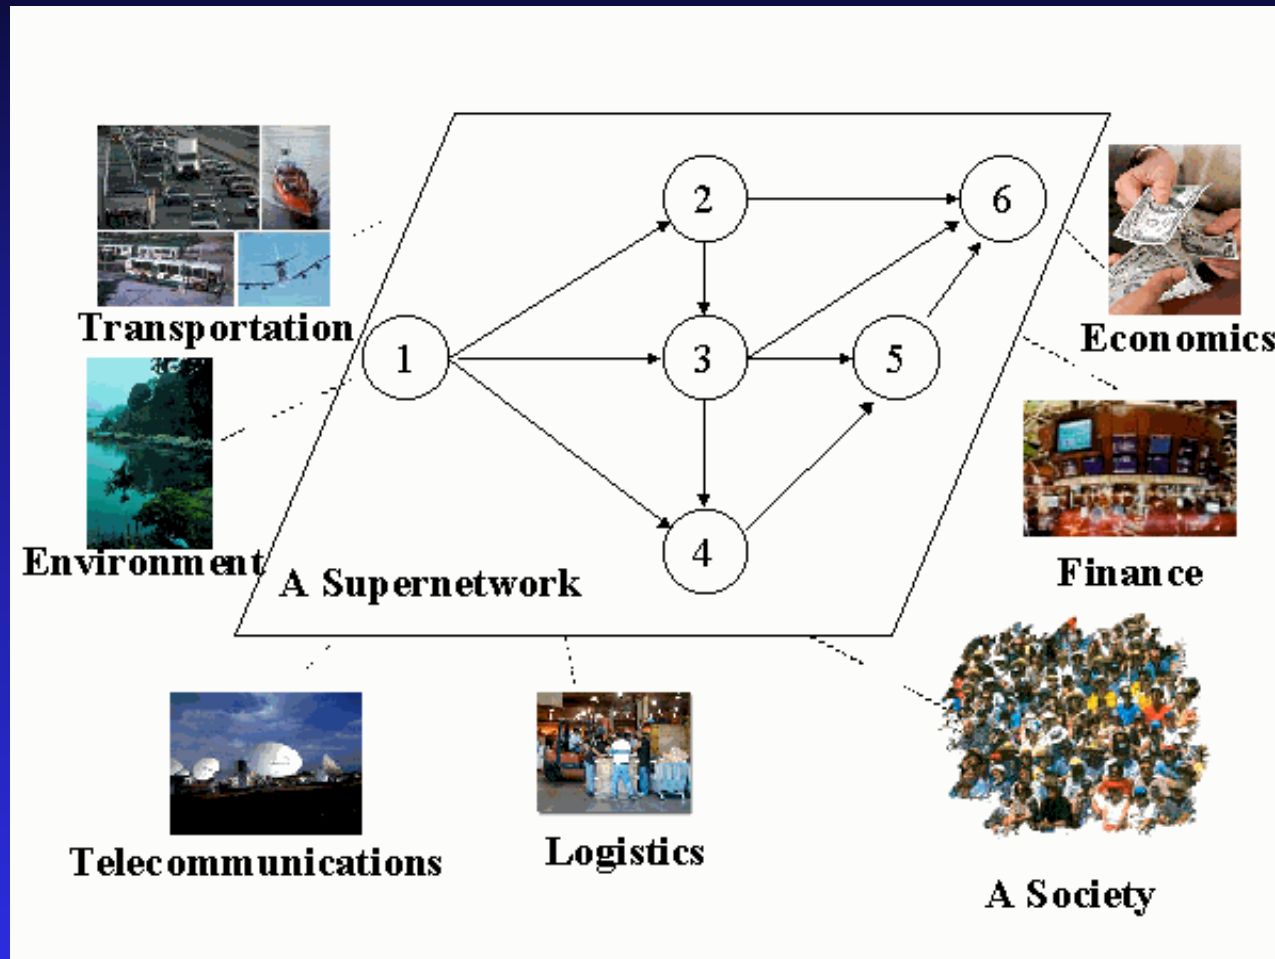 2
6
Transportation
1
3
5
Economics
4
Environment
A Supernetwork
Finance
Telecommunications
Logistics
A Society